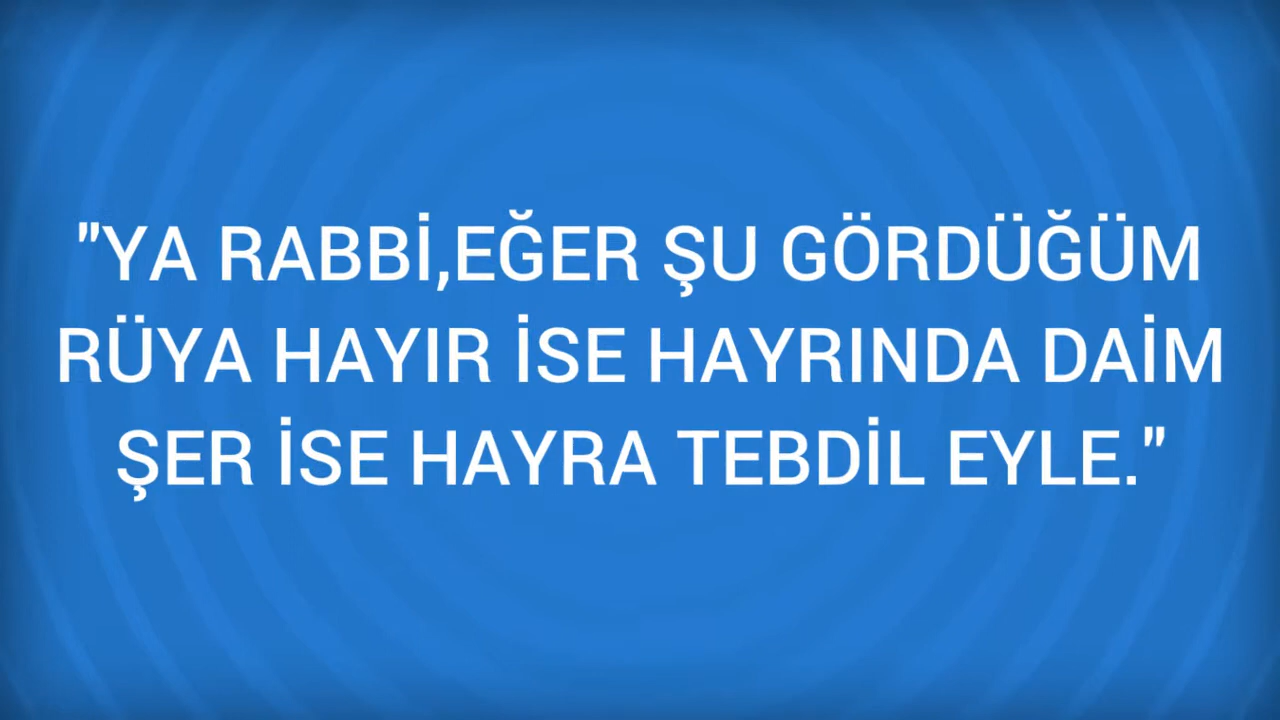 "YA RABBİ,EĞER ŞU GÖRDÜĞÜM
RÜYA HAYIR İSE HAYRINDA DAİM
ŞER İSE HAYRA TEBDİL EYLE."